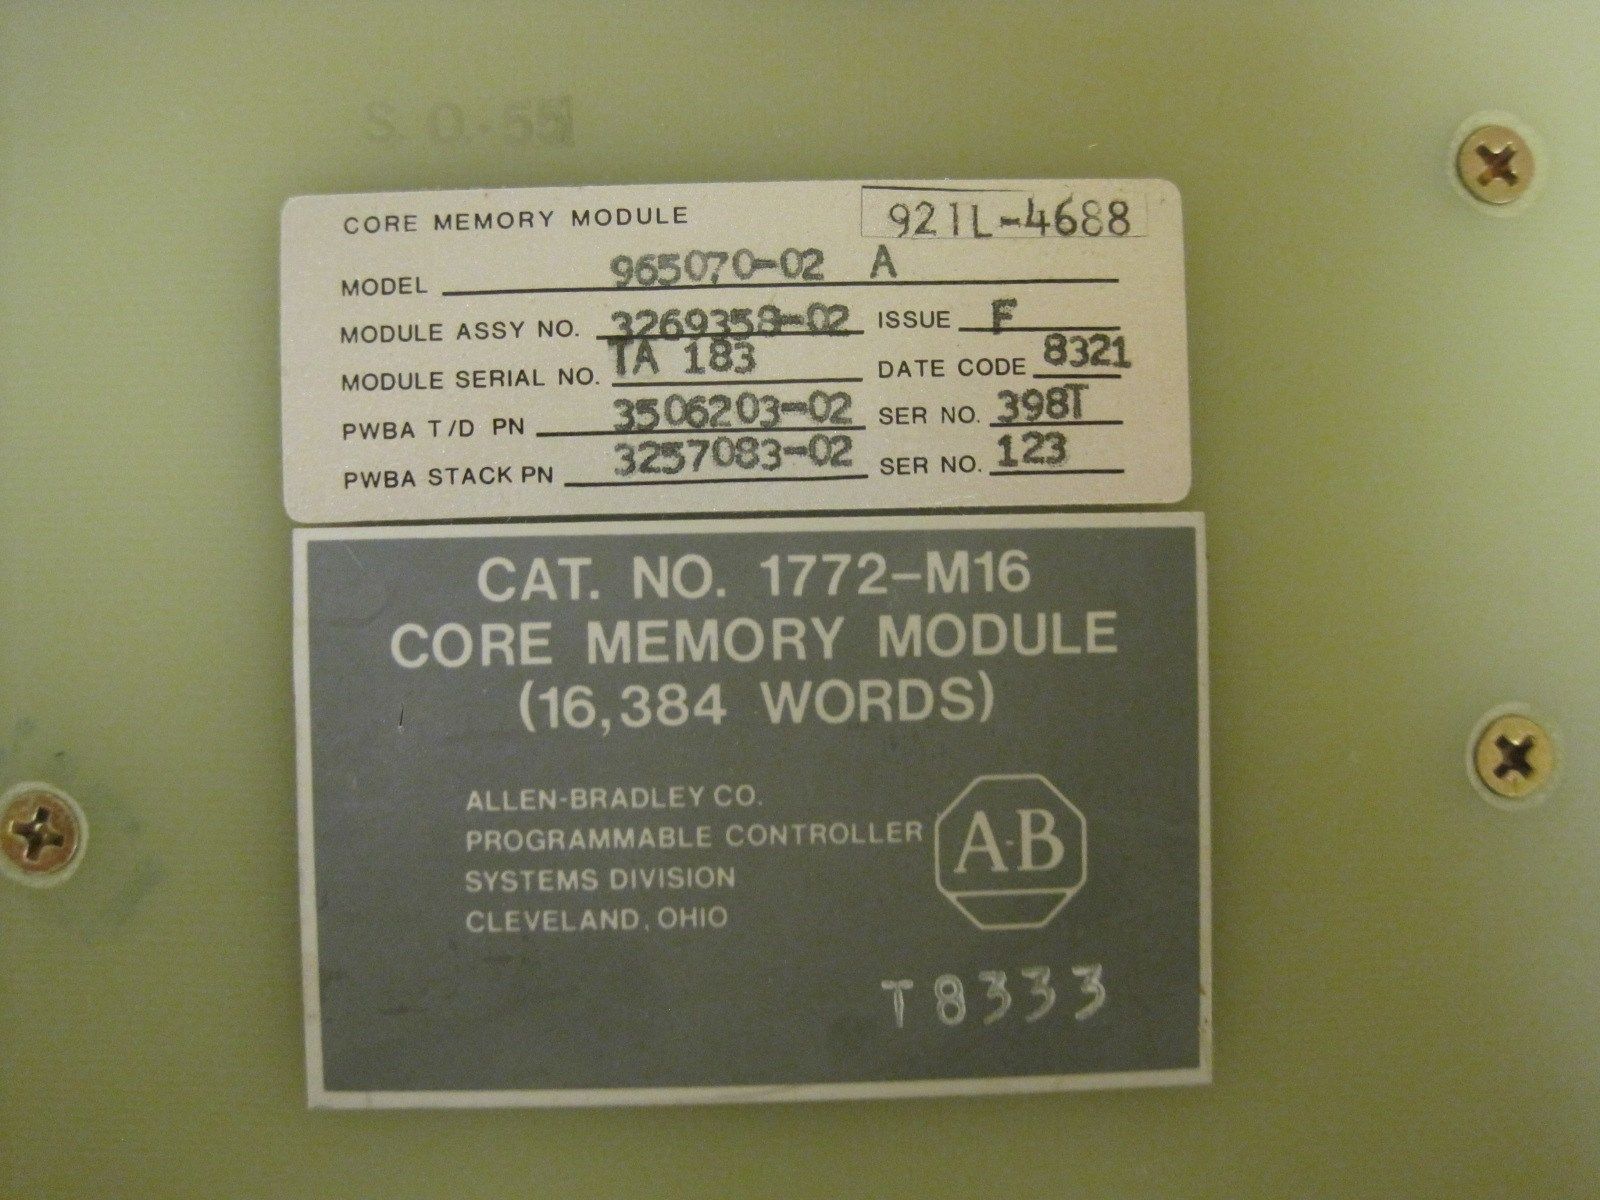 S. O.-55
CORE MEMORY MODULE 921L-4688
MODEL 965070-02 A
MODULE ASSY NO. 3269358-02 ISSUE F
MODULE SERIAL NO. TA 183 DATE CODE 8321
PWBA T/D PN 3506203-02 SER NO. 398T
PWBA STACK PN 3257083-02 SER NO. 123
CAT. NO. 1772-M16
CORE MEMORY MODULE
(16,384 WORDS)
ALLEN-BRADLEY CO.
PROGRAMMABLE CONTROLLER
SYSTEMS DIVISION
CLEVELAND, OHIO
A-B
T8333